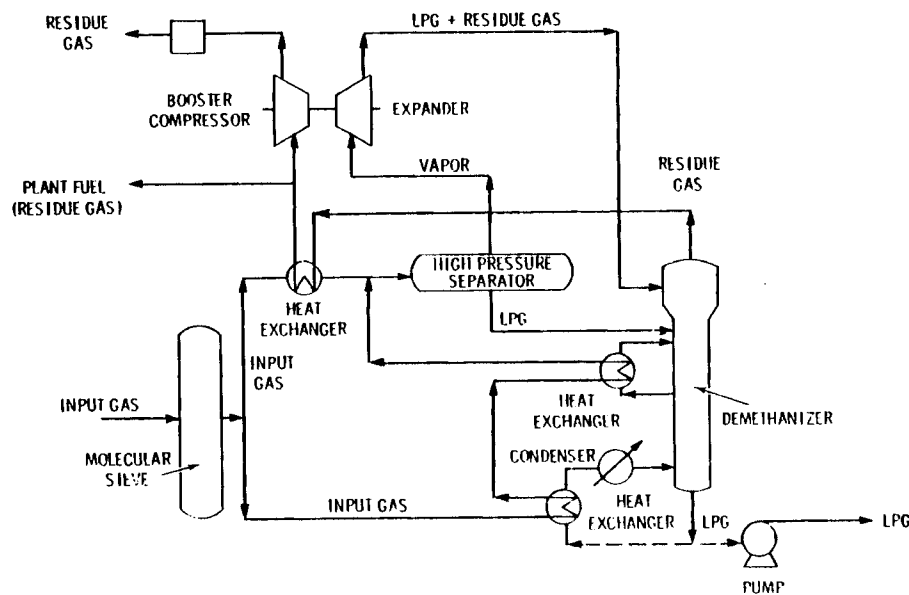 RESIDUE
GAS
LPG + RESIDUE GAS
BOOSTER
COMPRESSOR
EXPANDER
VAPOR
RESIDUE
GAS
PLANT FUEL
(RESIDUE GAS)
HIGH PRESSURE
SEPARATOR
HEAT
EXCHANGER
LPG
INPUT
GAS
INPUT GAS
HEAT
EXCHANGER
DEMETHANIZER
MOLECULAR
SIEVE
CONDENSER
INPUT GAS
HEAT
EXCHANGER
LPG
LPG
PUMP